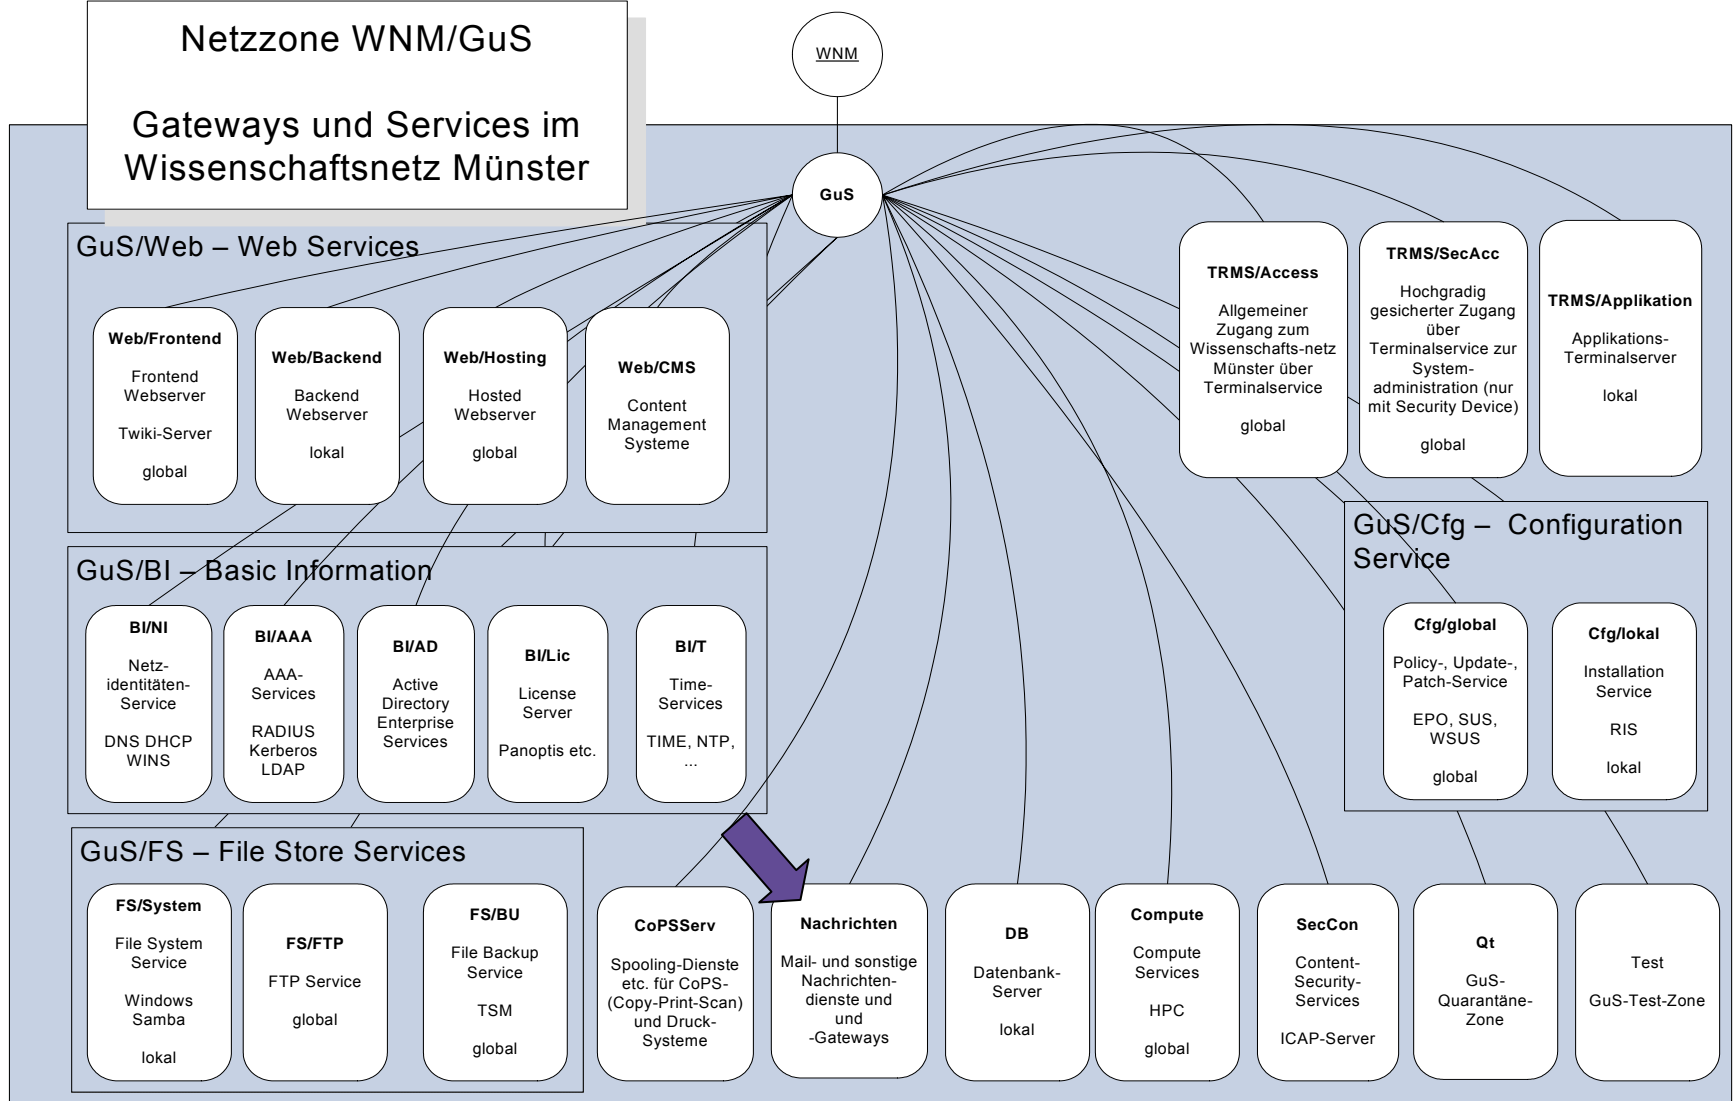 Netzzone WNM/GuS
Gateways und Services im
Wissenschaftsnetz Münster
WNM
GuS
GuS/Web – Web Services
Web/Frontend
Frontend
Webserver
Twiki-Server
global
Web/Backend
Backend
Webserver
lokal
Web/Hosting
Hosted
Webserver
global
Web/CMS
Content
Management
Systeme
TRMS/Access
Allgemeiner
Zugang zum
Wissenschafts-netz
Münster über
Terminalservice
global
TRMS/SecAcc
Hochgradig
gesicherter Zugang
über
Terminalservice zur
System-
administration (nur
mit Security Device)
global
TRMS/Applikation
Applikations-
Terminalserver
lokal
GuS/BI – Basic Information
BI/NI
Netz-
identitäten-
Service
DNS DHCP
WINS
BI/AAA
AAA-
Services
RADIUS
Kerberos
LDAP
BI/AD
Active
Directory
Enterprise
Services
BI/Lic
License
Server
Panoptis etc.
BI/T
Time-
Services
TIME, NTP,
...
GuS/Cfg –  Configuration
Service
Cfg/global
Policy-, Update-,
Patch-Service
EPO, SUS,
WSUS
global
Cfg/lokal
Installation
Service
RIS
lokal
GuS/FS – File Store Services
FS/System
File System
Service
Windows
Samba
lokal
FS/FTP
FTP Service
global
FS/BU
File Backup
Service
TSM
global
CoPSServ
Spooling-Dienste
etc. für CoPS-
(Copy-Print-Scan)
und Druck-
Systeme
Nachrichten
Mail- und sonstige
Nachrichten-
dienste und
und
-Gateways
DB
Datenbank-
Server
lokal
Compute
Compute
Services
HPC
global
SecCon
Content-
Security-
Services
ICAP-Server
Qt
GuS-
Quarantäne-
Zone
Test
GuS-Test-Zone